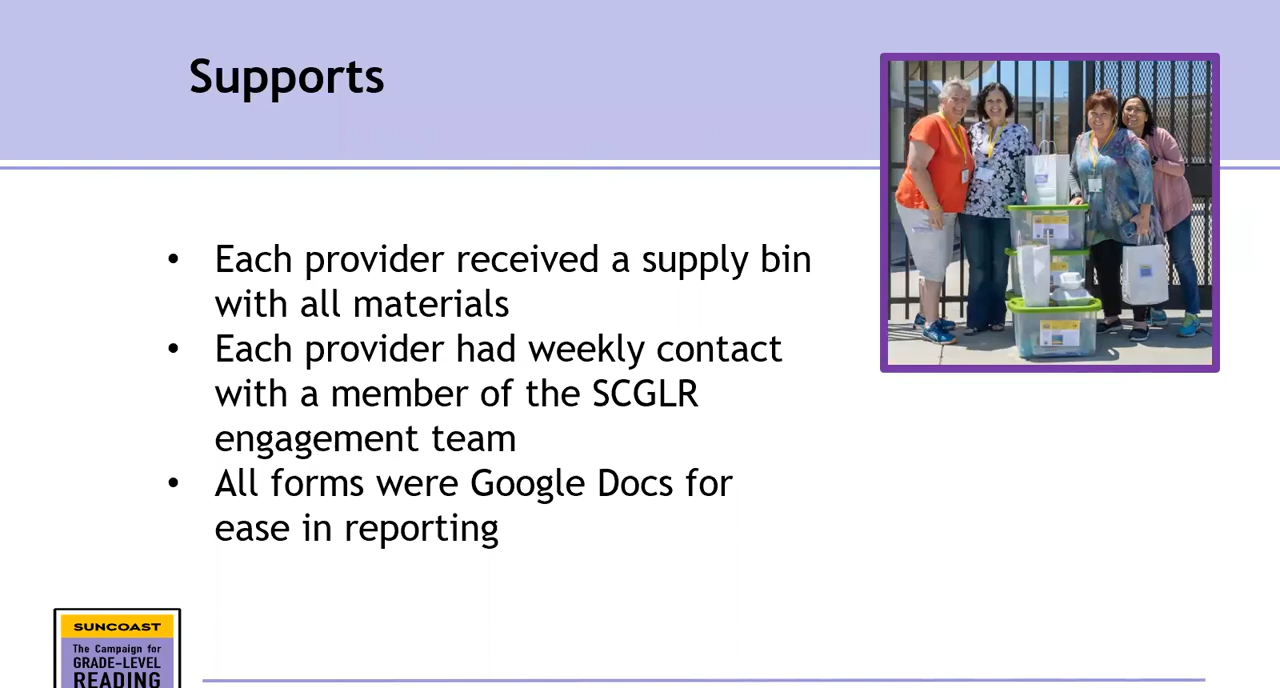 Supports
• Each provider received a supply bin
with all materials
• Each provider had weekly contact
with a member of the SCGLR
engagement team
• All forms were Google Docs for
ease in reporting
SUNCOAST
The Campaign for
GRADE-LEVEL
READING